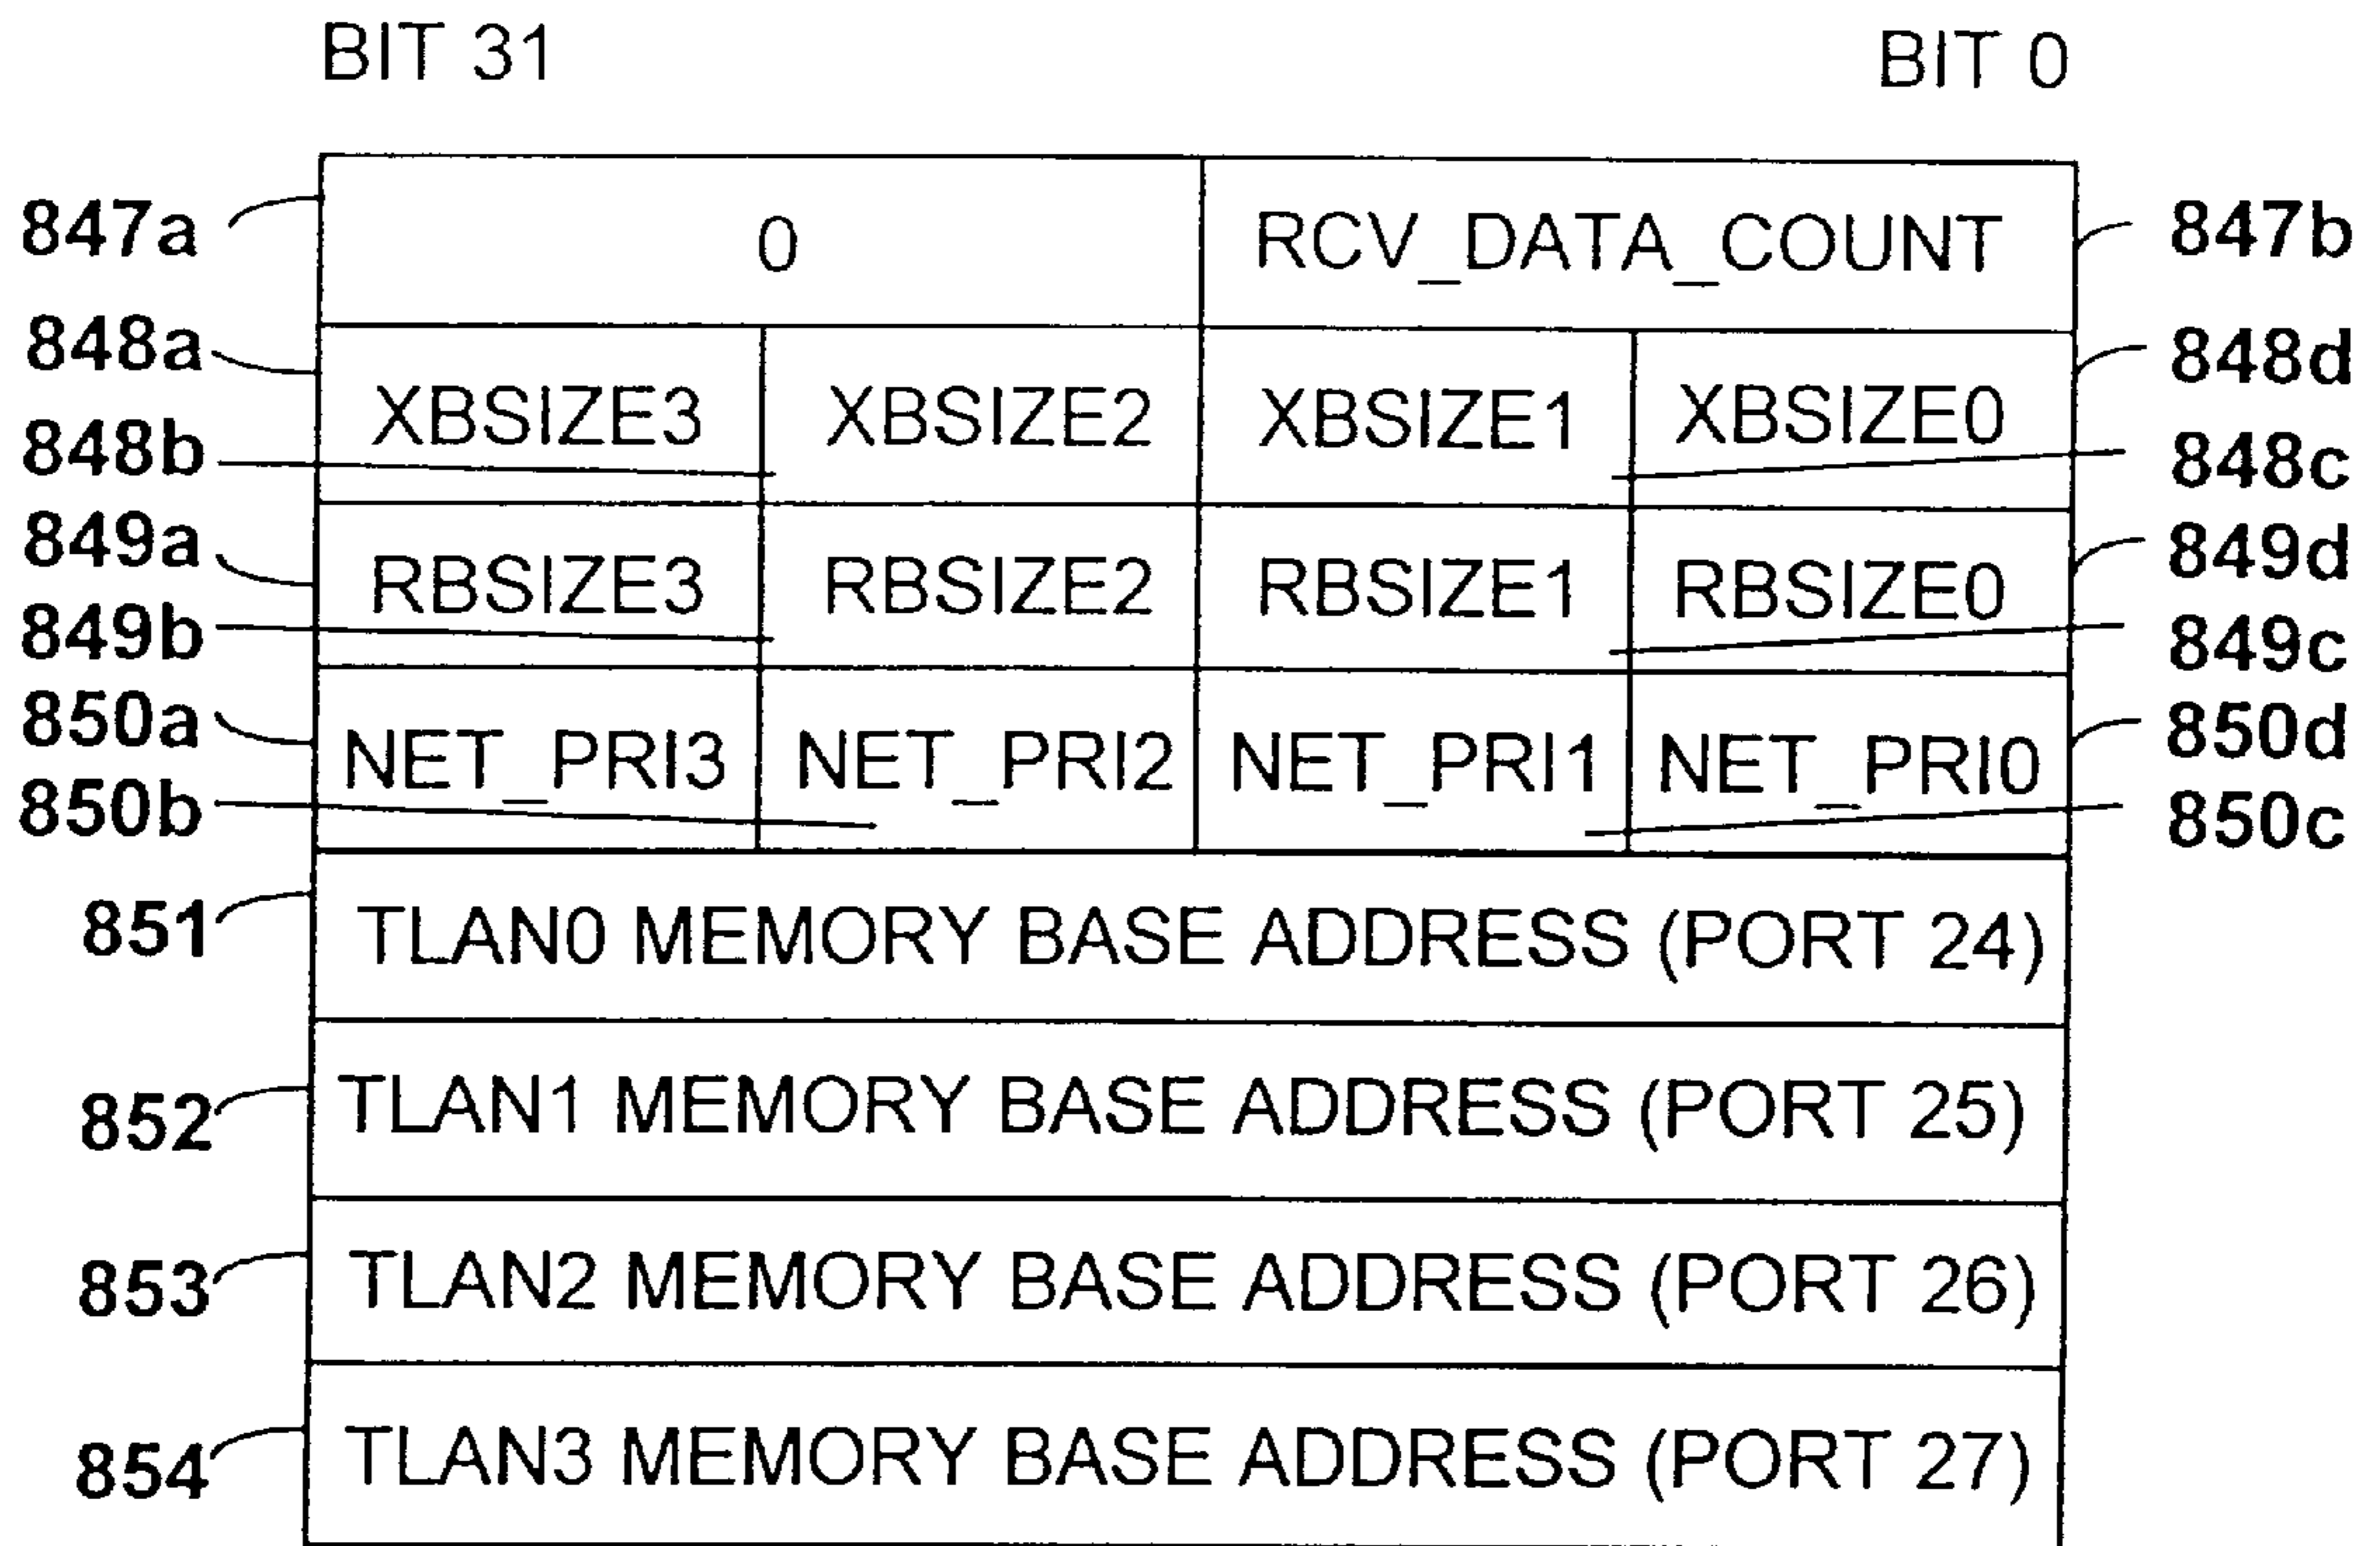 BIT 31 BIT 0
847a 0 RCV_DATA_COUNT 847b
848a 848d
XBSIZE3 XBSIZE2 XBSIZE1 XBSIZE0
848b 848c
849a 849d
RBSIZE3 RBSIZE2 RBSIZE1 RBSIZE0
849b 849c
850a 850d
NET_PRI3 NET_PRI2 NET_PRI1 NET_PRI0
850b 850c
851 TLAN0 MEMORY BASE ADDRESS (PORT 24)
852 TLAN1 MEMORY BASE ADDRESS (PORT 25)
853 TLAN2 MEMORY BASE ADDRESS (PORT 26)
854 TLAN3 MEMORY BASE ADDRESS (PORT 27)